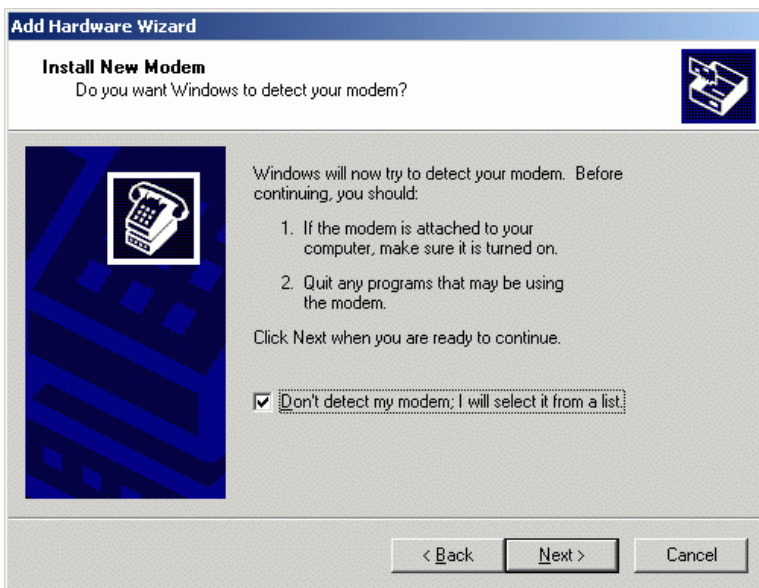 Add Hardware Wizard
Install New Modem
Do you want Windows to detect your modem?
Windows will now try to detect your modem.  Before
continuing, you should:
1. If the modem is attached to your
computer, make sure it is turned on.
2. Quit any programs that may be using
the modem.
Click Next when you are ready to continue.
Don't detect my modem; I will select it from a list.
< Back Next > Cancel